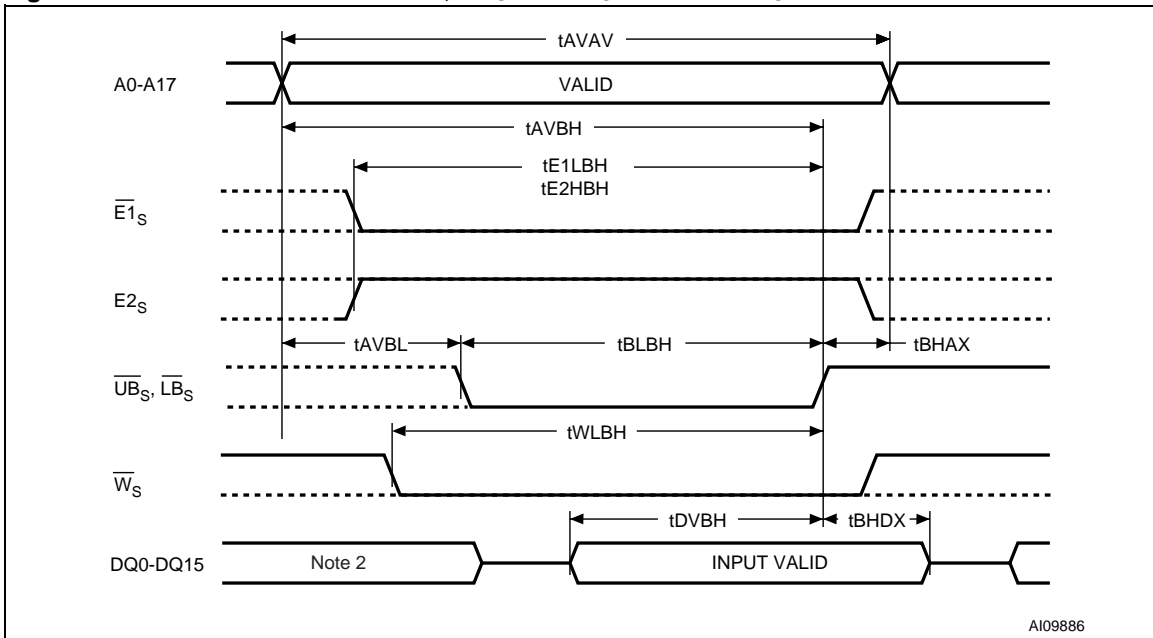 tAVAV
A0-A17
VALID
tAVBH
tE1LBH
tE2HBH
E1S
E2S
tAVBL
tBLBH
tBHAX
UBS, LBS
tWLBH
WS
tDVBH
tBHDX
DQ0-DQ15
Note 2
INPUT VALID
AI09886